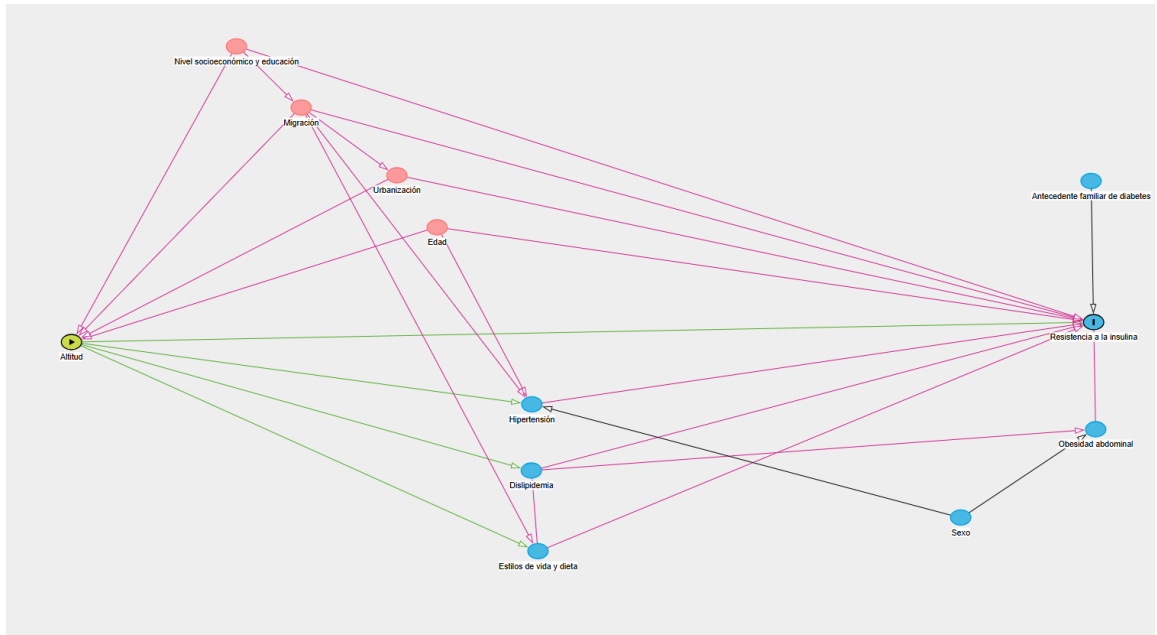 Nivel socioeconómico y educación
Migración
Urbanización
Antecedente familiar de diabetes
Edad
Resistencia a la insulina
Altitud
Hipertensión
Obesidad abdominal
Dislipidemia
Sexo
Estilos de vida y dieta